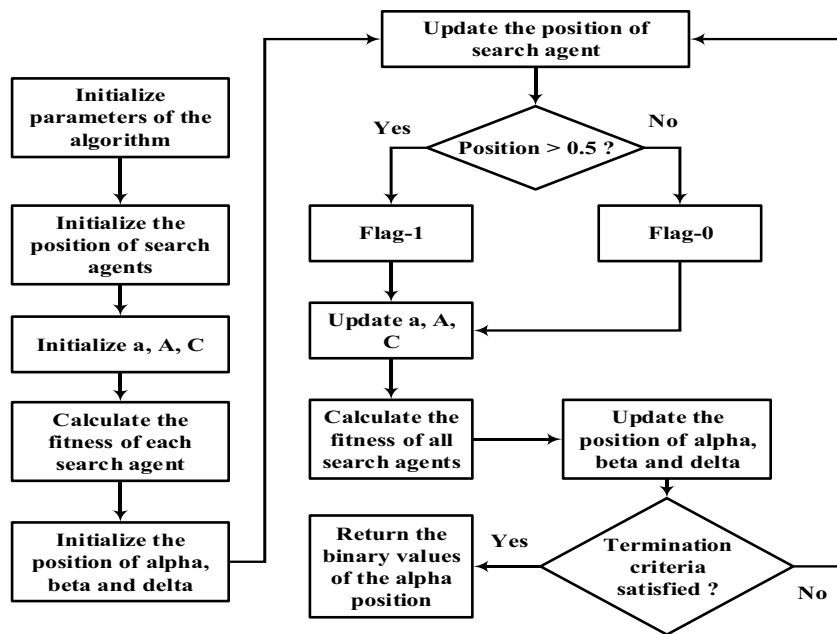 Initialize
parameters of the
algorithm
Initialize the
position of search
agents
Initialize a, A, C
Calculate the
fitness of each
search agent
Initialize the
position of alpha,
beta and delta
Update the position of
search agent
Position > 0.5 ?
Yes
No
Flag-1
Flag-0
Update a, A,
C
Calculate the
fitness of all
search agents
Update the
position of alpha,
beta and delta
Termination
criteria
satisfied ?
Yes
No
Return the
binary values
of the alpha
position